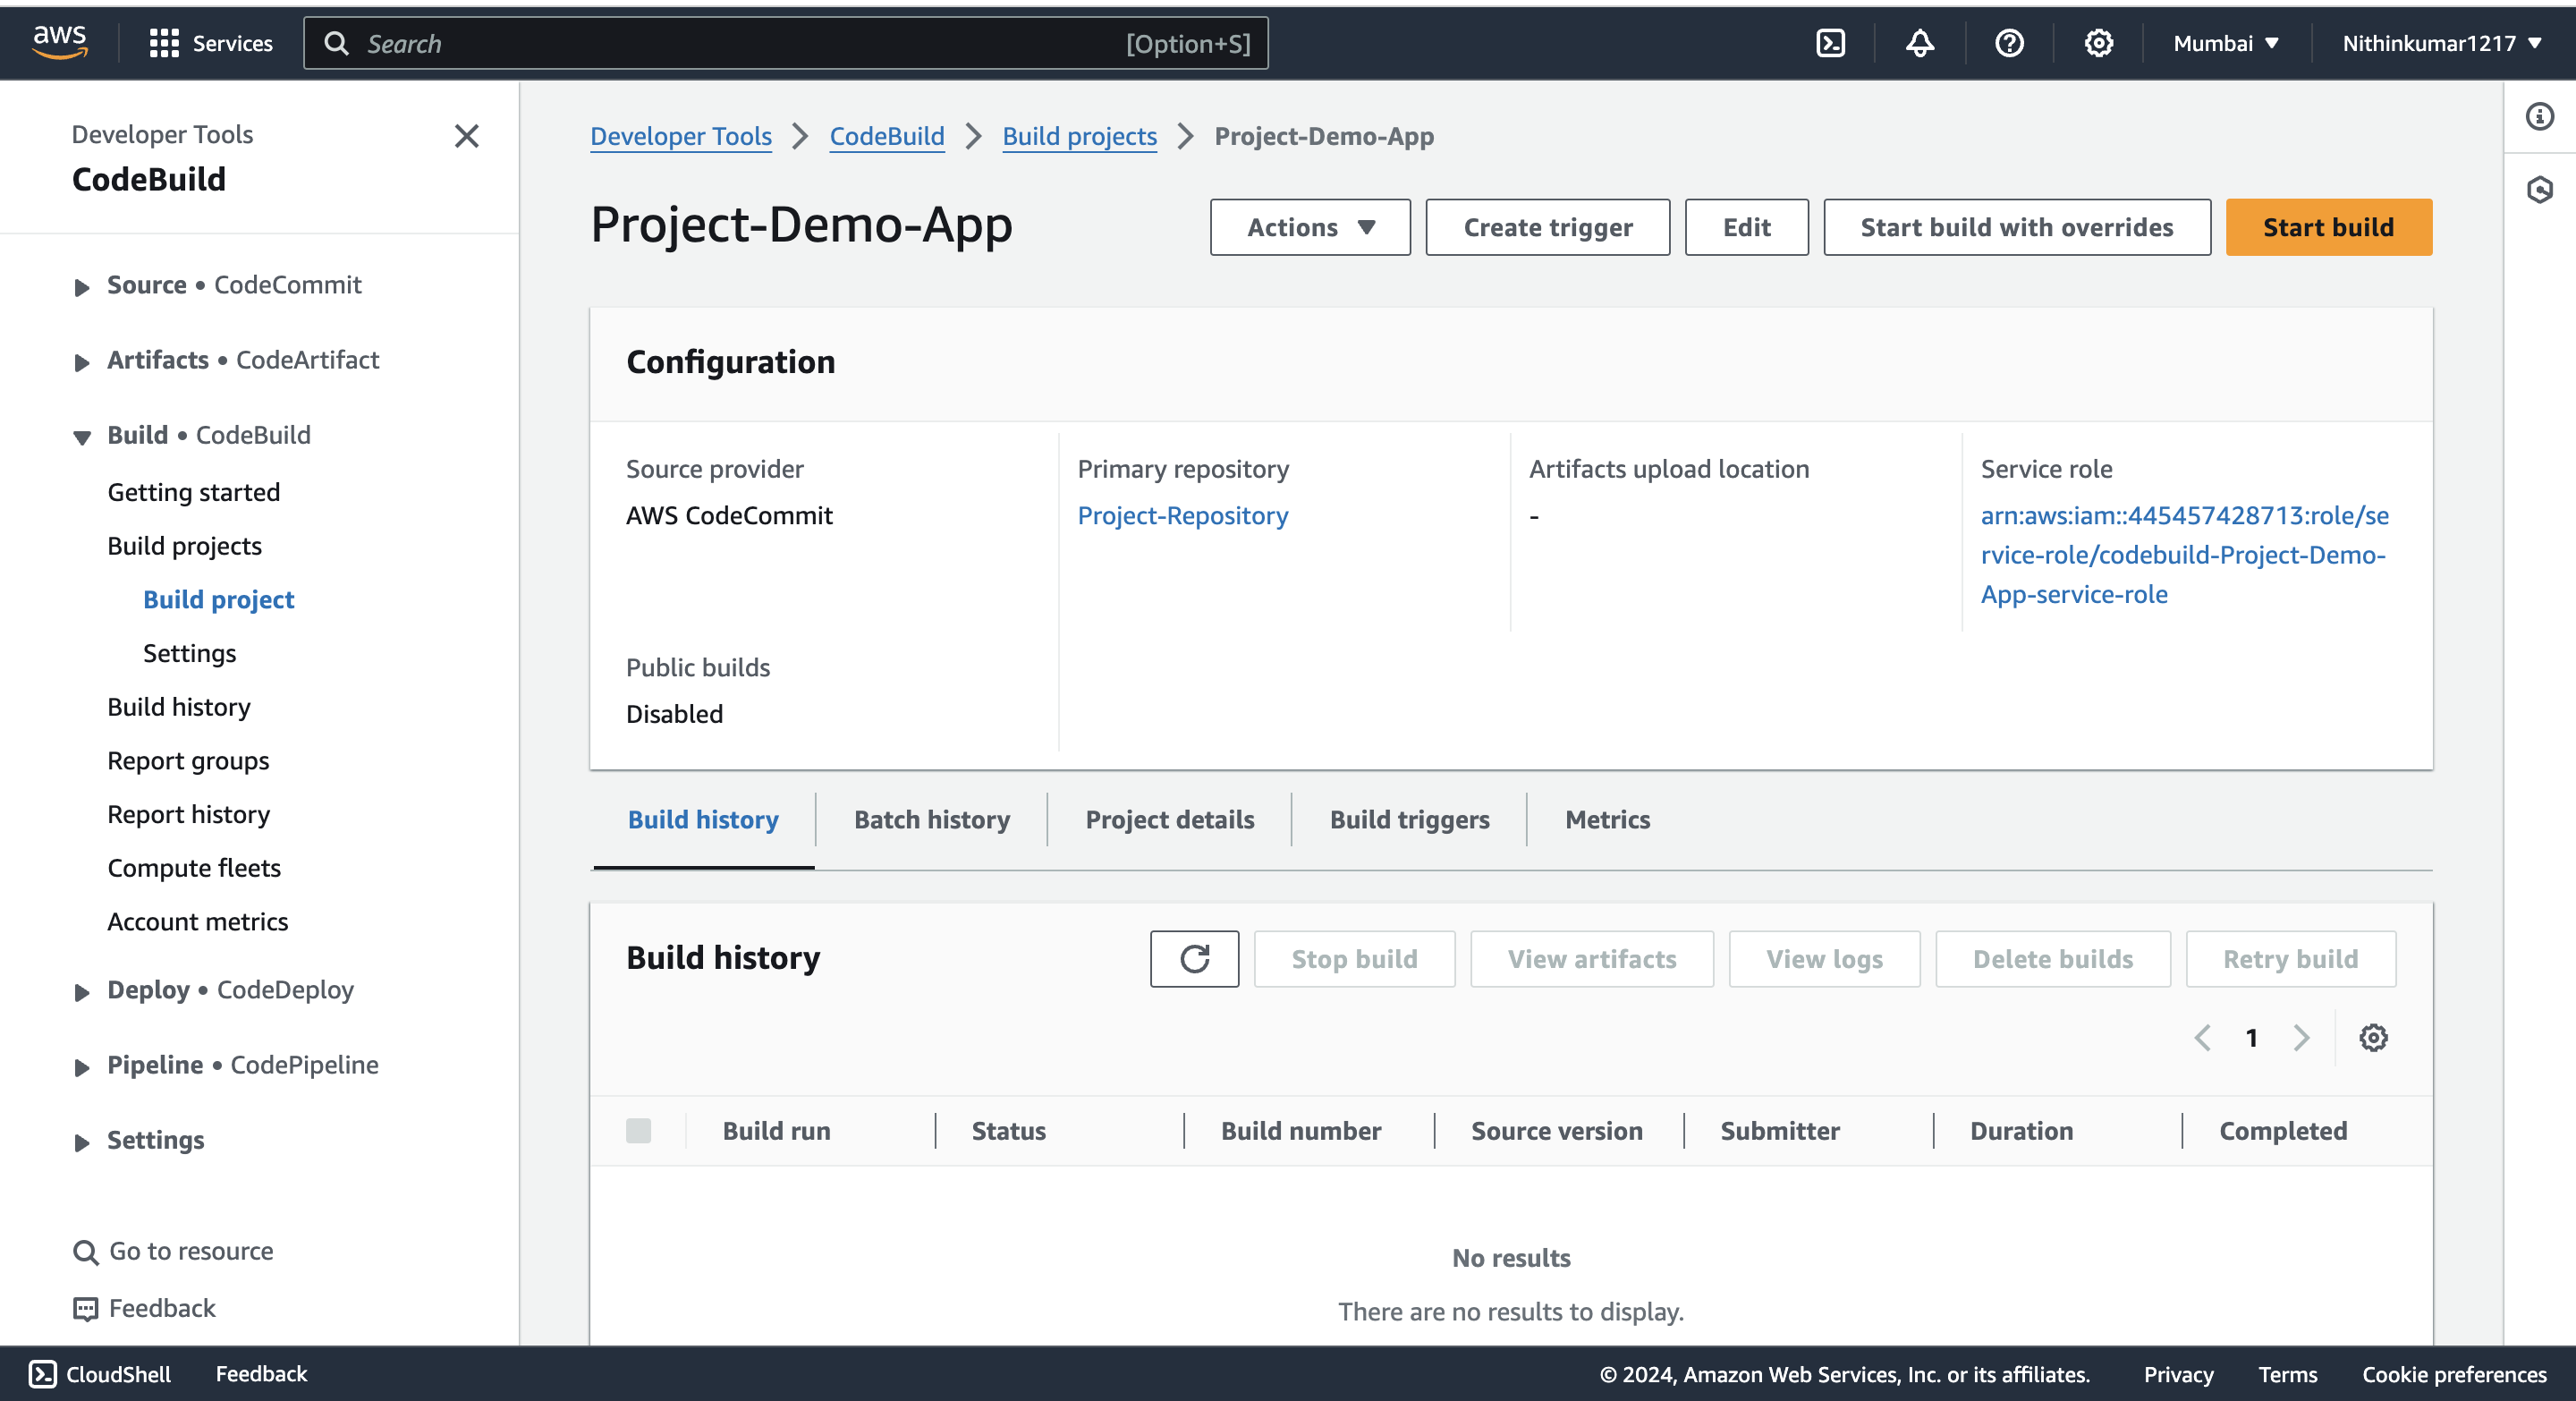 aws
Services
Search
[Option+S]
Mumbai
Nithinkumar1217
Developer Tools
CodeBuild
Source • CodeCommit
Artifacts • CodeArtifact
Build • CodeBuild
Getting started
Build projects
Build project
Settings
Build history
Report groups
Report history
Compute fleets
Account metrics
Deploy • CodeDeploy
Pipeline • CodePipeline
Settings
Go to resource
Feedback
Developer Tools > CodeBuild > Build projects > Project-Demo-App
Project-Demo-App
Actions
Create trigger
Edit
Start build with overrides
Start build
Configuration
Source provider
AWS CodeCommit
Primary repository
Project-Repository
Artifacts upload location
-
Service role
arn:aws:iam::445457428713:role/se
rvice-role/codebuild-Project-Demo-
App-service-role
Public builds
Disabled
Build history
Batch history
Project details
Build triggers
Metrics
Build history
Stop build
View artifacts
View logs
Delete builds
Retry build
1
Build run
Status
Build number
Source version
Submitter
Duration
Completed
No results
There are no results to display.
CloudShell
Feedback
© 2024, Amazon Web Services, Inc. or its affiliates.
Privacy
Terms
Cookie preferences